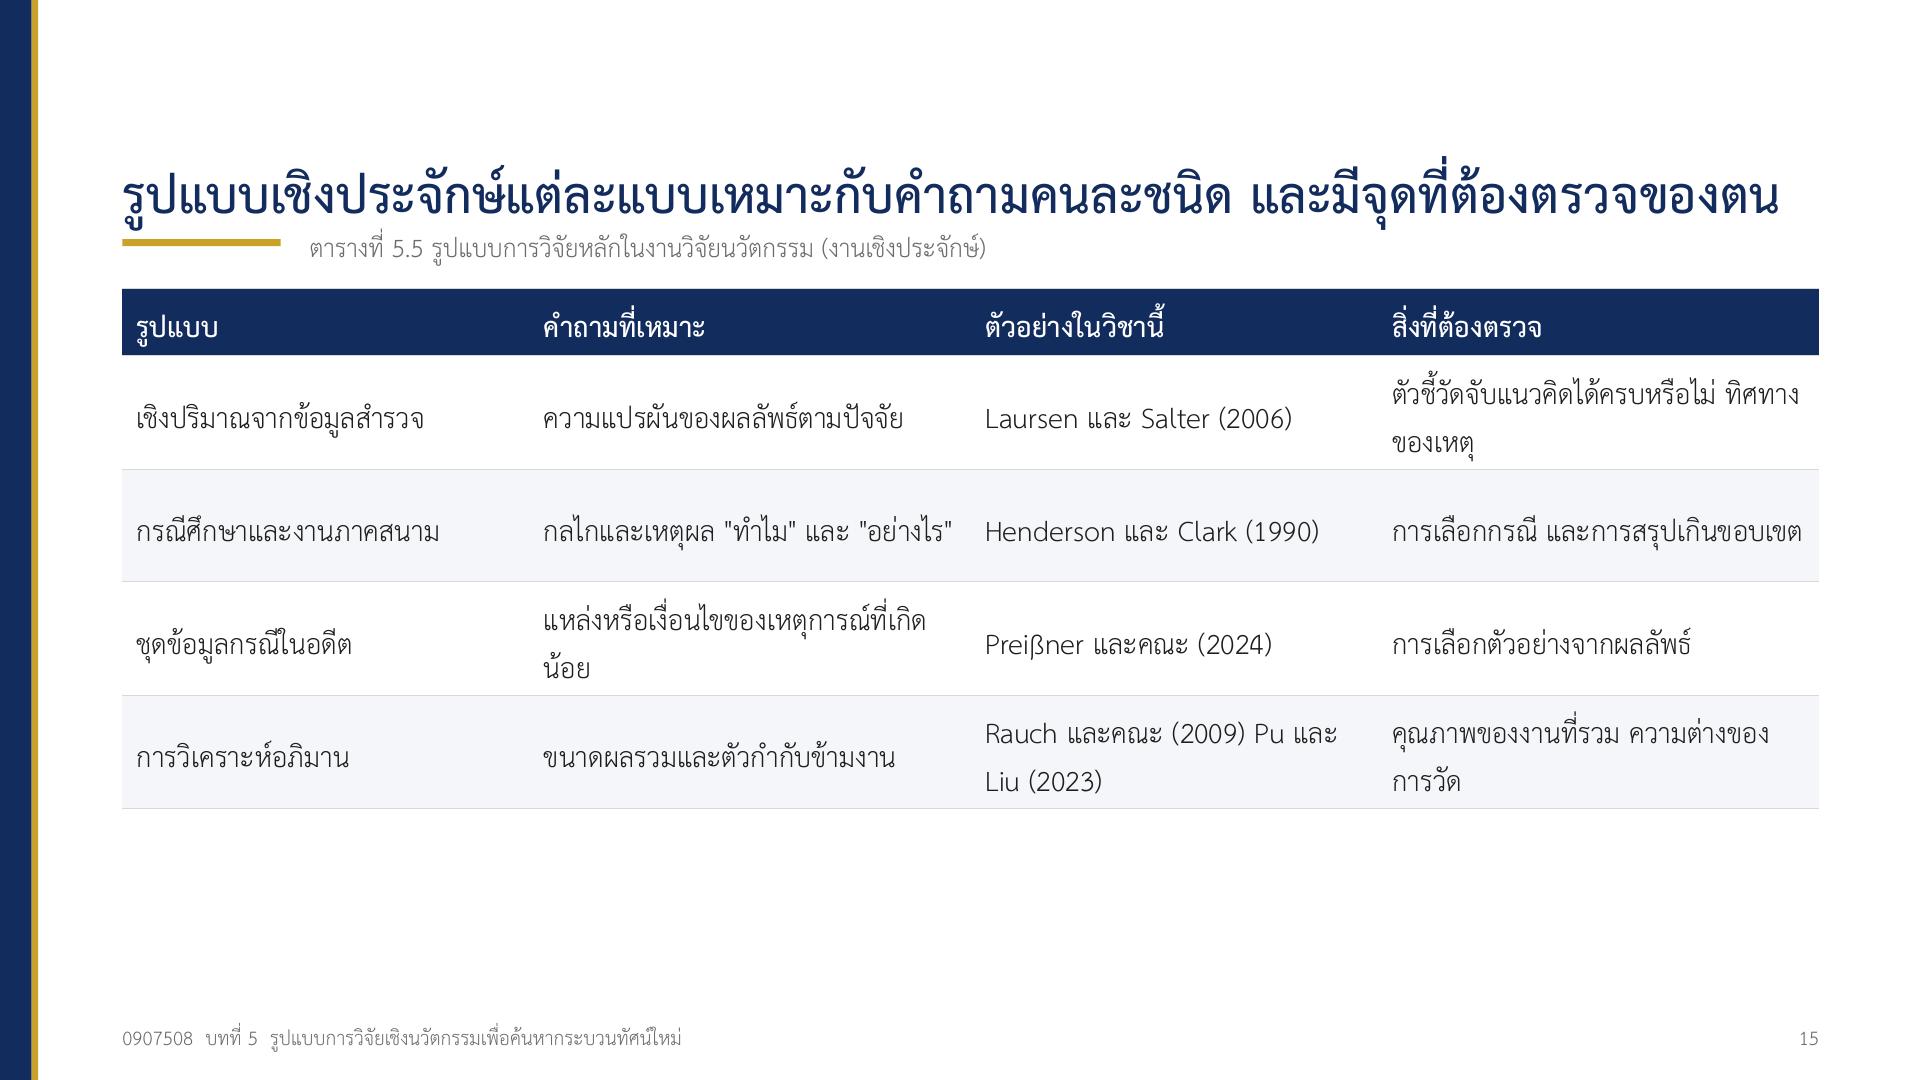 รูปแบบเชิงประจักษ์แต่ละแบบเหมาะกับคำถามคนละชนิด และมีจุดที่ต้องตรวจของตน
ตารางที่ 5.5 รูปแบบการวิจัยหลักในงานวิจัยนวัตกรรม (งานเชิงประจักษ์)
รูปแบบ คำถามที่เหมาะ ตัวอย่างในวิชานี้ สิ่งที่ต้องตรวจ
เชิงปริมาณจากข้อมูลสำรวจ ความแปรผันของผลลัพธ์ตามปัจจัย Laursen และ Salter (2006) ตัวชี้วัดจับแนวคิดได้ครบหรือไม่ ทิศทาง
ของเหตุ
กรณีศึกษาและงานภาคสนาม กลไกและเหตุผล "ทำไม" และ "อย่างไร" Henderson และ Clark (1990) การเลือกกรณี และการสรุปเกินขอบเขต
แหล่งหรือเงื่อนไขของเหตุการณ์ที่เกิด
ชุดข้อมูลกรณีในอดีต น้อย Preißner และคณะ (2024) การเลือกตัวอย่างจากผลลัพธ์
การวิเคราะห์อภิมาน ขนาดผลรวมและตัวกำกับข้ามงาน Rauch และคณะ (2009) Pu และ คุณภาพของงานที่รวม ความต่างของ
Liu (2023) การวัด
0907508 บทที่ 5 รูปแบบการวิจัยเชิงนวัตกรรมเพื่อค้นหากระบวนทัศน์ใหม่ 15